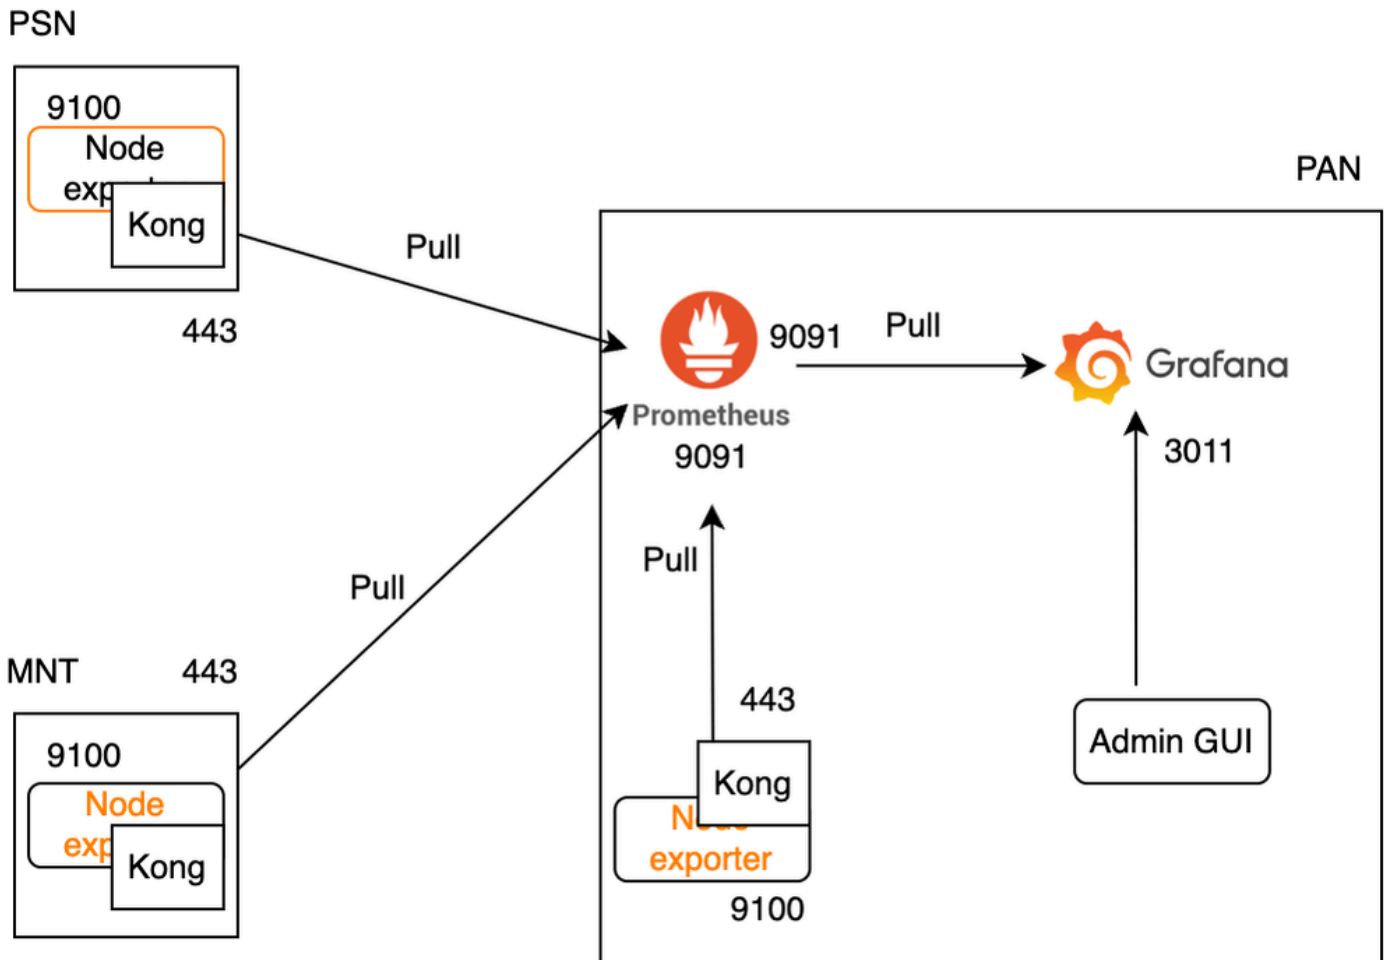 PSN
9100
Node
Kong
443
Pull
PAN
9091
Pull
Grafana
Prometheus
9091
3011
Pull
Pull
MNT
443
9100
Node
Kong
443
Kong
exporter
9100
Admin GUI